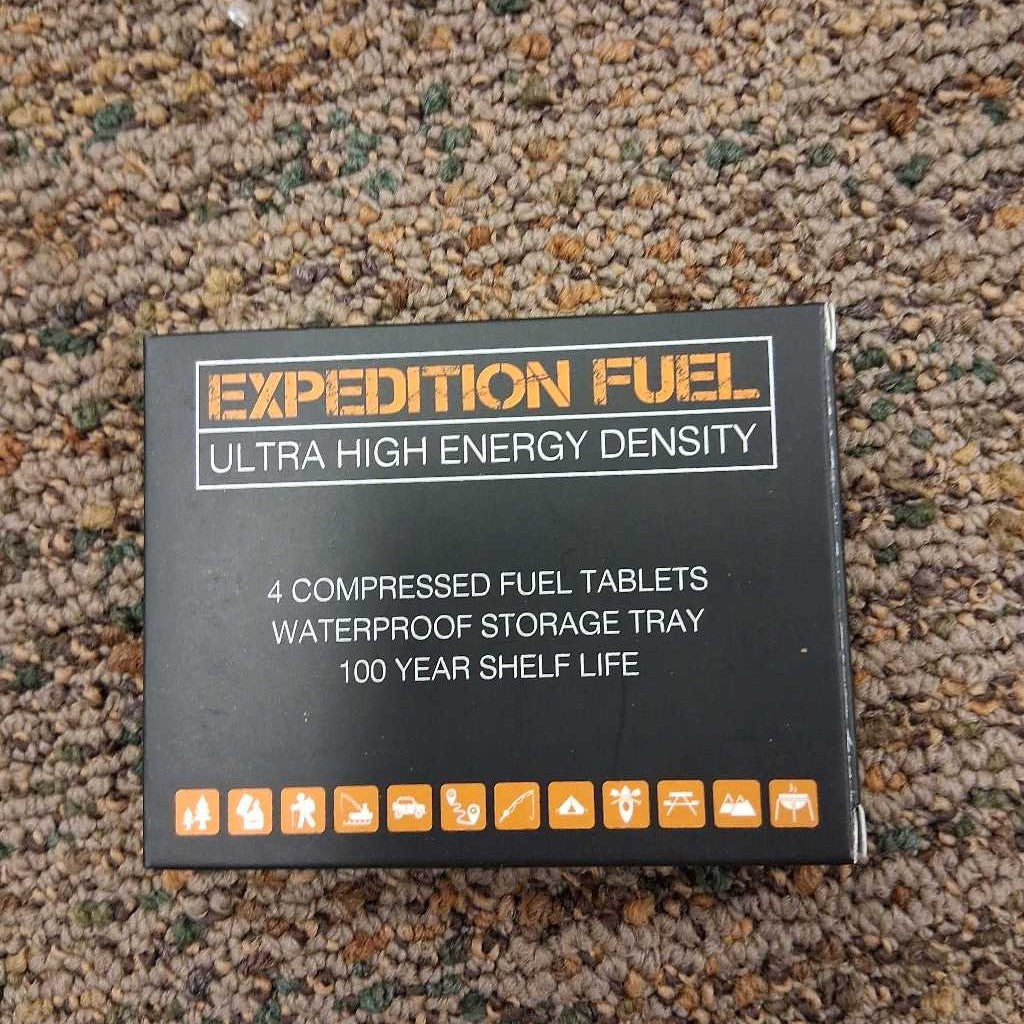 EXPEDITION FUEL
ULTRA HIGH ENERGY DENSITY
4 COMPRESSED FUEL TABLETS
WATERPROOF STORAGE TRAY
100 YEAR SHELF LIFE